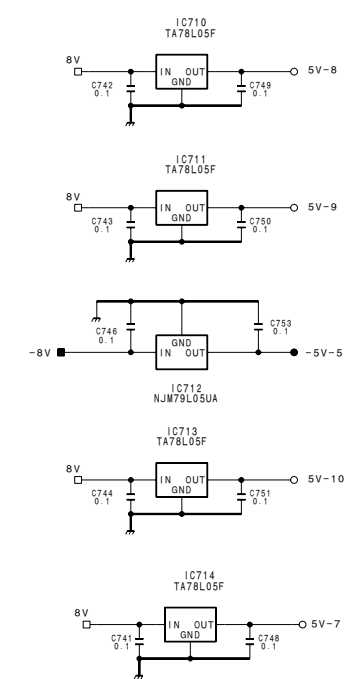 IC710
TA78L05F
8V
IN OUT
GND
5V-8
C742
0.1
C749
0.1
IC711
TA78L05F
8V
IN OUT
GND
5V-9
C743
0.1
C750
0.1
C746
0.1
C753
0.1
-8V
GND
IN OUT
-5V-5
IC712
NJM79L05UA
IC713
TA78L05F
8V
IN OUT
GND
5V-10
C744
0.1
C751
0.1
IC714
TA78L05F
8V
IN OUT
GND
5V-7
C741
0.1
C748
0.1